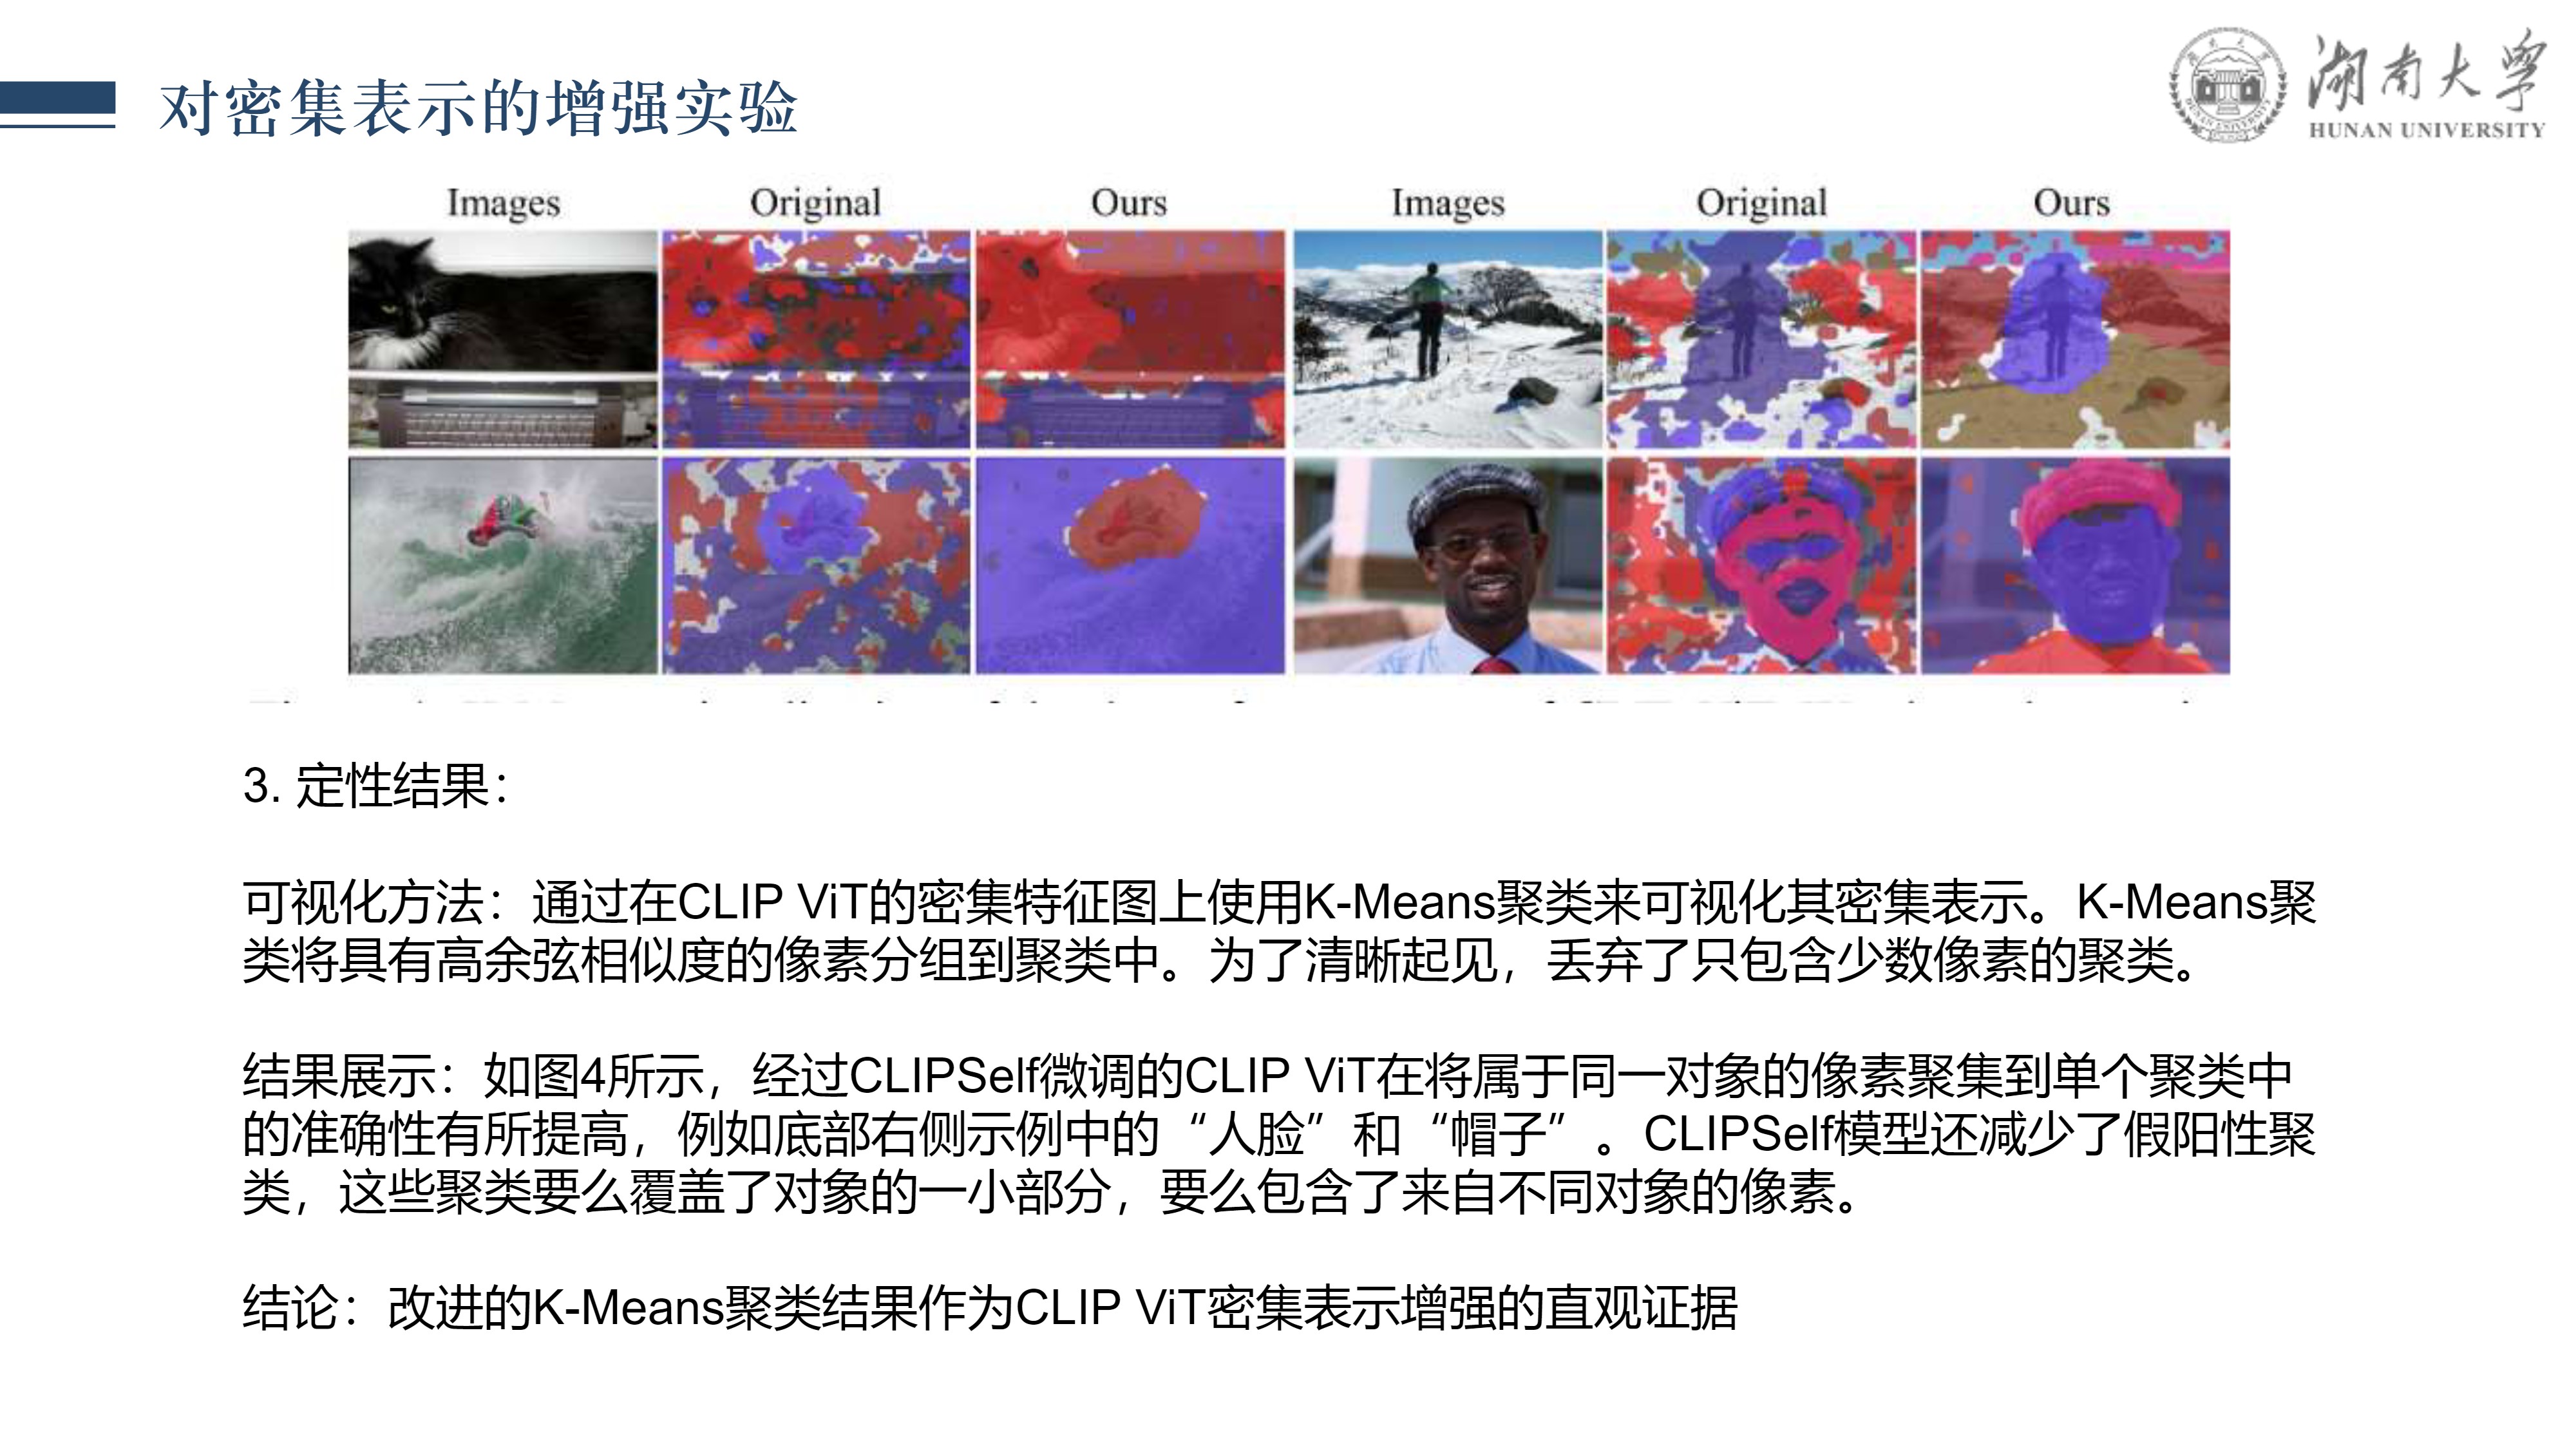 对密集表示的增强实验
湖南大学
HUNAN UNIVERSITY
Images Original Ours Images Original Ours
3. 定性结果：
可视化方法：通过在CLIP ViT的密集特征图上使用K-Means聚类来可视化其密集表示。K-Means聚
类将具有高余弦相似度的像素分组到聚类中。为了清晰起见，丢弃了只包含少数像素的聚类。
结果展示：如图4所示，经过CLIPSelf微调的CLIP ViT在将属于同一对象的像素聚集到单个聚类中
的准确性有所提高，例如底部右侧示例中的“人脸”和“帽子”。CLIPSelf模型还减少了假阳性聚
类，这些聚类要么覆盖了对象的一小部分，要么包含了来自不同对象的像素。
结论：改进的K-Means聚类结果作为CLIP ViT密集表示增强的直观证据